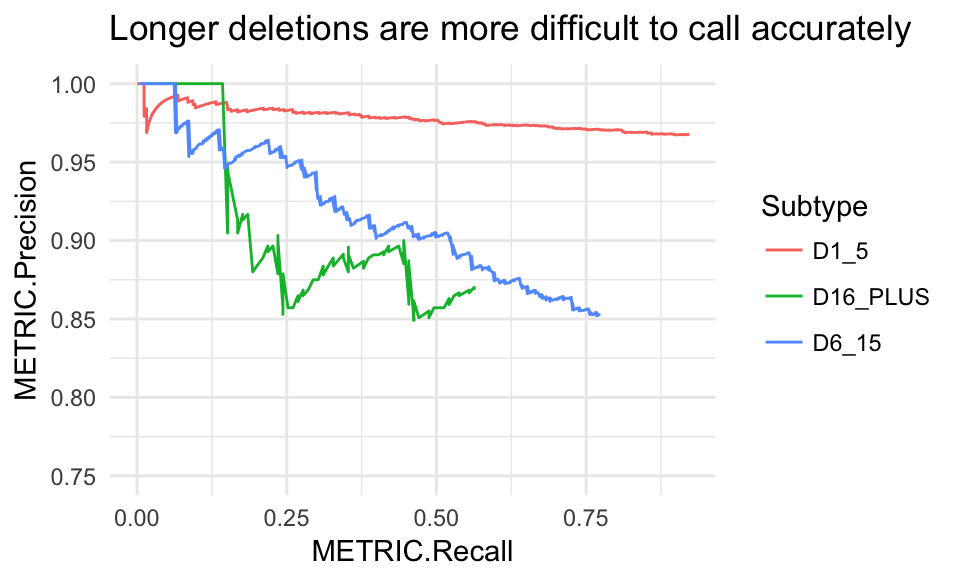 Longer deletions are more difficult to call accurately
METRIC.Precision
1.00
0.95
0.90
0.85
0.80
0.75
0.00 0.25 0.50 0.75
METRIC.Recall
Subtype
D1_5
D16_PLUS
D6_15